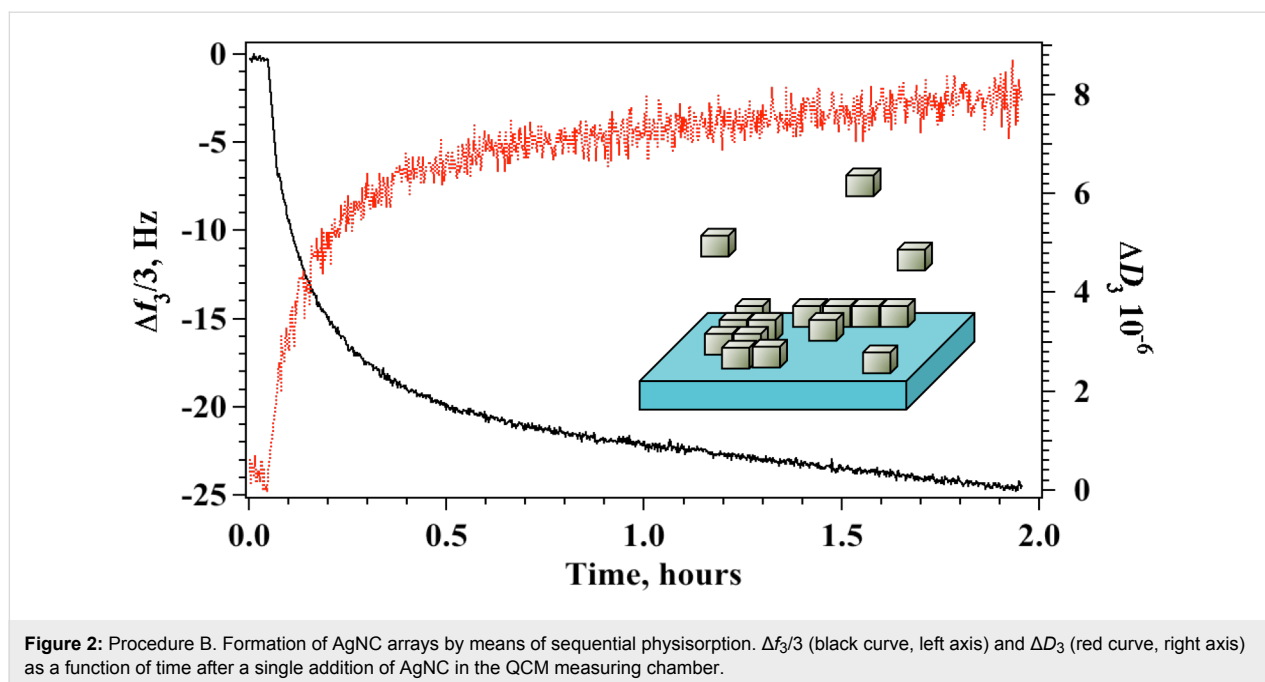 0
-5
-10
-15
-20
-25
Δf₃/3, Hz
8
6
4
2
0
ΔD₃ 10⁻⁶
0.0 0.5 1.0 1.5 2.0
Time, hours
Figure 2: Procedure B. Formation of AgNC arrays by means of sequential physisorption. Δf₃/3 (black curve, left axis) and ΔD₃ (red curve, right axis)
as a function of time after a single addition of AgNC in the QCM measuring chamber.